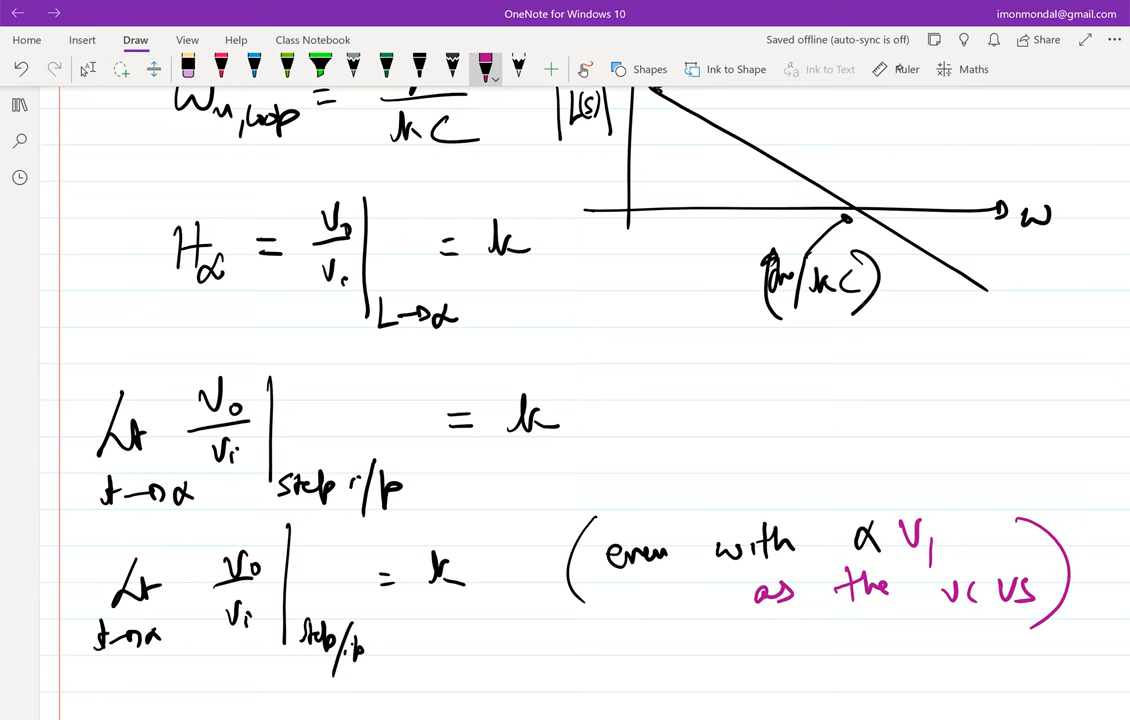 OneNote for Windows 10
imonmondal@gmail.com
Home Insert Draw View Help Class Notebook
Saved offline (auto-sync is off) Share
Shapes Ink to Shape Ink to Text Ruler Maths
ωu,loop = kC
|L(s)|
ω
H∝ = vo/vi | L→∝ = k
/kC)
Lt t→∝ vo/vi | step i/p = k
Lt t→∝ vo/vi | step/ip = k
(even with ∝ V1
as the VCVS)